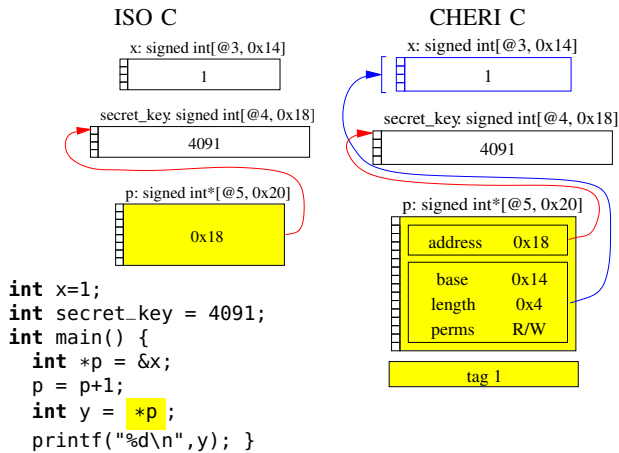 ISO C
x: signed int[@3, 0x14]
1
secret_key: signed int[@4, 0x18]
4091
p: signed int*[@5, 0x20]
0x18
CHERI C
x: signed int[@3, 0x14]
1
secret_key: signed int[@4, 0x18]
4091
p: signed int*[@5, 0x20]
address 0x18
base 0x14
length 0x4
perms R/W
tag 1
int x=1;
int secret_key = 4091;
int main() {
int *p = &x;
p = p+1;
int y = *p;
printf("%d\n",y); }